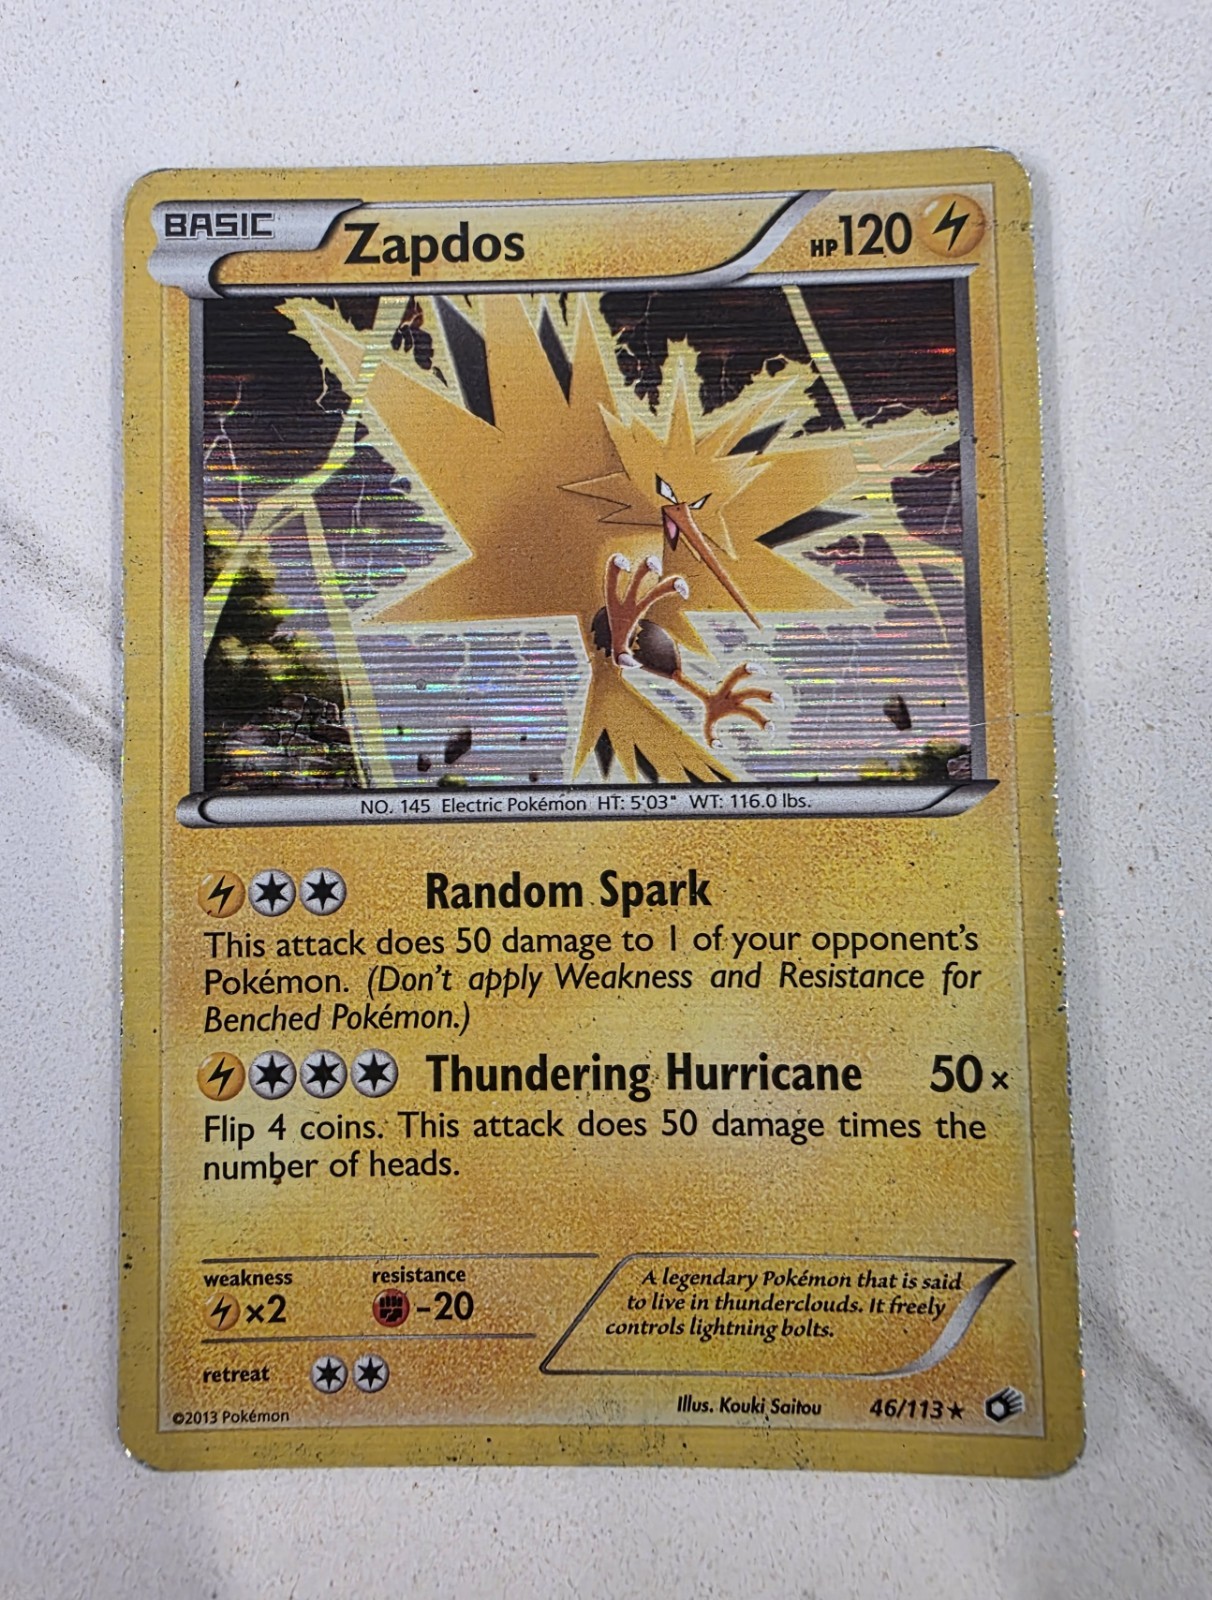 BASIC Zapdos HP 120
NO. 145 Electric Pokémon HT: 5'03" WT: 116.0 lbs.
Random Spark
This attack does 50 damage to 1 of your opponent's
Pokémon. (Don't apply Weakness and Resistance for
Benched Pokémon.)
Thundering Hurricane 50×
Flip 4 coins. This attack does 50 damage times the
number of heads.
weakness resistance
×2 -20
retreat
A legendary Pokémon that is said
to live in thunderclouds. It freely
controls lightning bolts.
©2013 Pokémon Illus. Kouki Saitou 46/113★